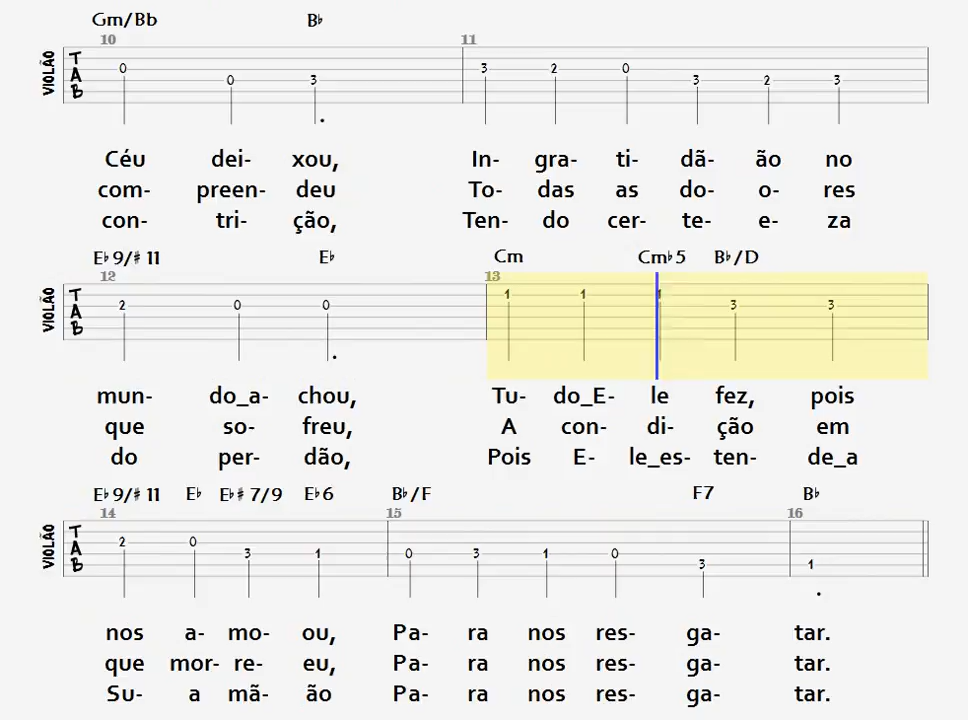 Gm/Bb B♭
10 11
VIOLÃO TAB 0 0 3 3 2 0 3 2 3
Céu dei- xou, In- gra- ti- dã- ão no
com- preen- deu To- das as do- o- res
con- tri- ção, Ten- do cer- te- e- za
E♭9/♯11 E♭ Cm Cm♭5 B♭/D
12 13
VIOLÃO TAB 2 0 0 1 1 1 3 3
mun- do_a- chou, Tu- do_E- le fez, pois
que so- freu, A con- di- ção em
do per- dão, Pois E- le_es- ten- de_a
E♭9/♯11 E♭ E♭♯7/9 E♭6 B♭/F F7 B♭
14 15 16
VIOLÃO TAB 2 0 3 1 0 3 1 0 3 1
nos a- mo- ou, Pa- ra nos res- ga- tar.
que mor- re- eu, Pa- ra nos res- ga- tar.
Su- a mã- ão Pa- ra nos res- ga- tar.